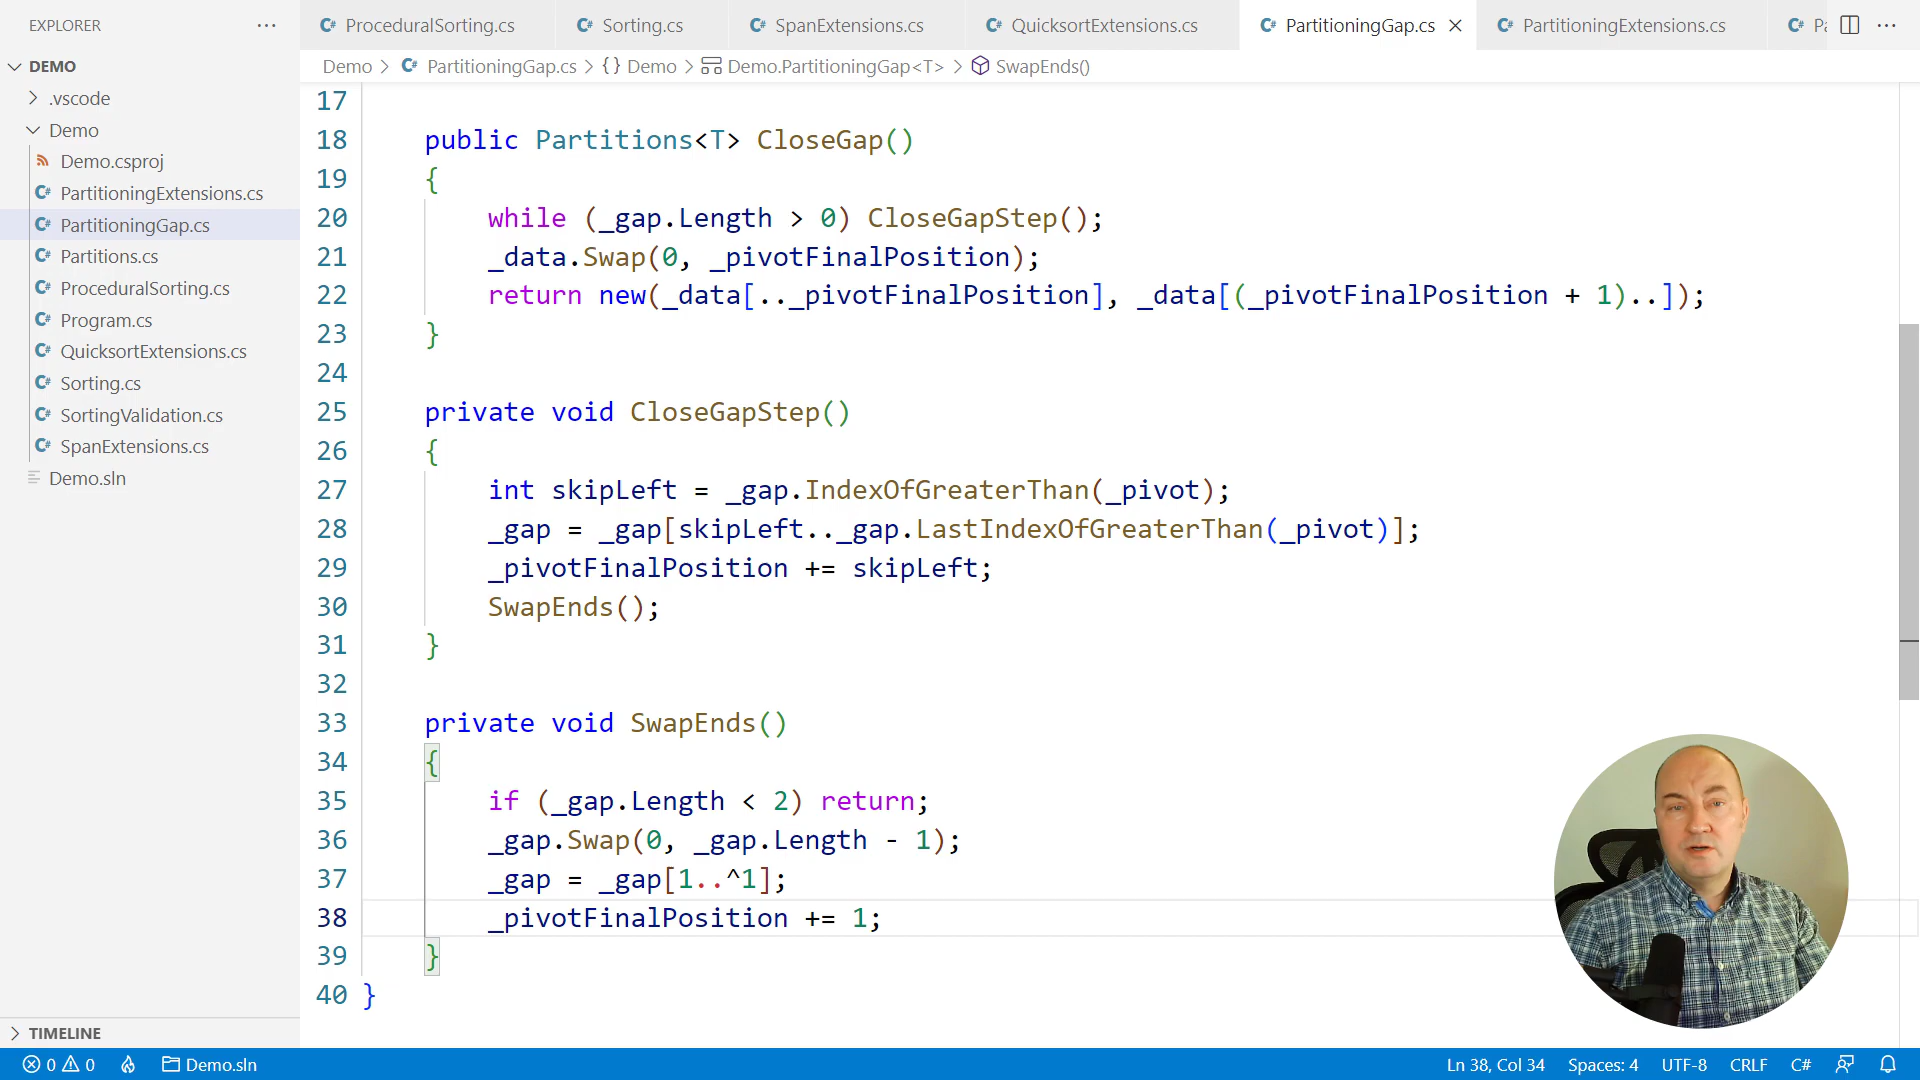 EXPLORER
DEMO
.vscode
Demo
Demo.csproj
PartitioningExtensions.cs
PartitioningGap.cs
Partitions.cs
ProceduralSorting.cs
Program.cs
QuicksortExtensions.cs
Sorting.cs
SortingValidation.cs
SpanExtensions.cs
Demo.sln
TIMELINE
ProceduralSorting.cs Sorting.cs SpanExtensions.cs QuicksortExtensions.cs PartitioningGap.cs PartitioningExtensions.cs
Demo > PartitioningGap.cs > {} Demo > Demo.PartitioningGap<T> > SwapEnds()
17
18 public Partitions<T> CloseGap()
19 {
20 while (_gap.Length > 0) CloseGapStep();
21 _data.Swap(0, _pivotFinalPosition);
22 return new(_data[.._pivotFinalPosition], _data[(_pivotFinalPosition + 1)..]);
23 }
24
25 private void CloseGapStep()
26 {
27 int skipLeft = _gap.IndexOfGreaterThan(_pivot);
28 _gap = _gap[skipLeft.._gap.LastIndexOfGreaterThan(_pivot)];
29 _pivotFinalPosition += skipLeft;
30 SwapEnds();
31 }
32
33 private void SwapEnds()
34 {
35 if (_gap.Length < 2) return;
36 _gap.Swap(0, _gap.Length - 1);
37 _gap = _gap[1..^1];
38 _pivotFinalPosition += 1;
39 }
40 }
0 0 Demo.sln Ln 38, Col 34 Spaces: 4 UTF-8 CRLF C#